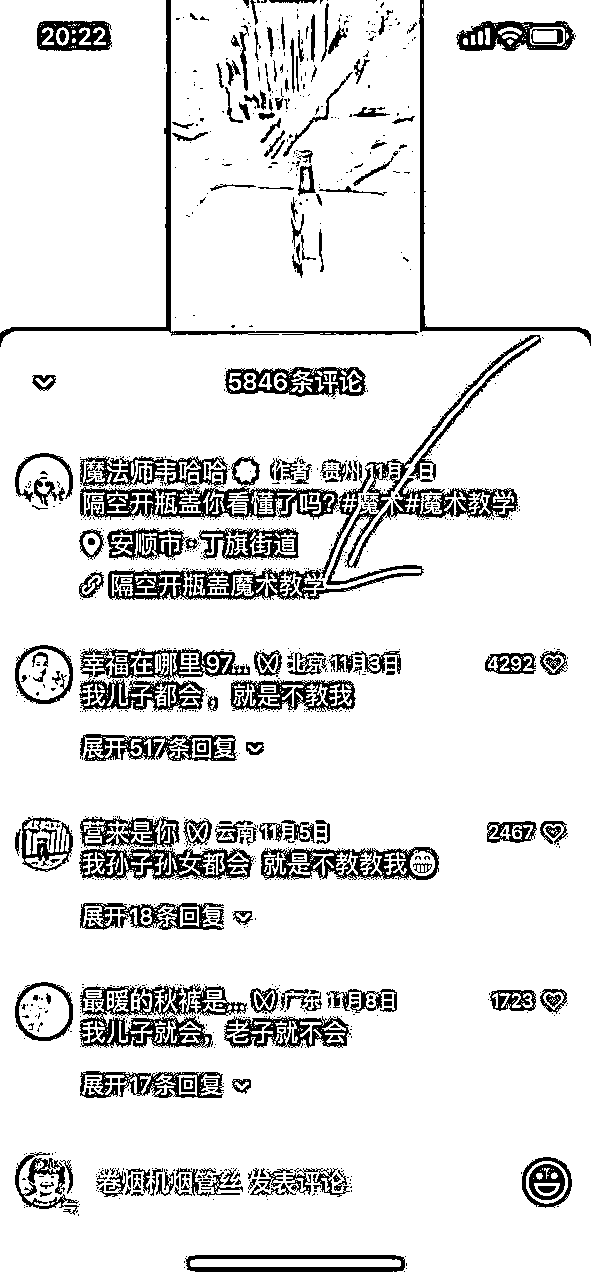 20:22
5846条评论
魔法师韦哈哈 作者 贵州 11月2日
隔空开瓶盖你看懂了吗？#魔术#魔术教学
安顺市·丁旗街道
隔空开瓶盖魔术教学
幸福在哪里97... 北京 11月3日
4292
我儿子都会，就是不教我
展开517条回复
营来是你 云南 11月5日
2467
我孙子孙女都会 就是不教教我😁
展开18条回复
最暖的秋裤是... 广东 11月8日
1723
我儿子就会，老子就不会
展开17条回复
卷烟机烟管丝 发表评论